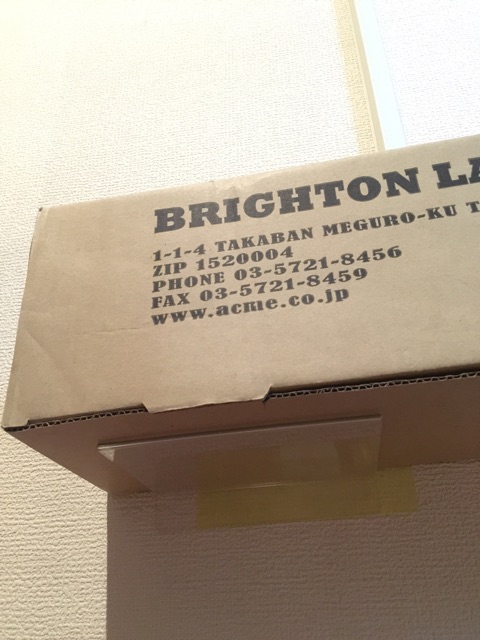 BRIGHTON LA
1-1-4 TAKABAN MEGURO-KU T
ZIP 1520004
PHONE 03-5721-8456
FAX 03-5721-8459
www.acme.co.jp